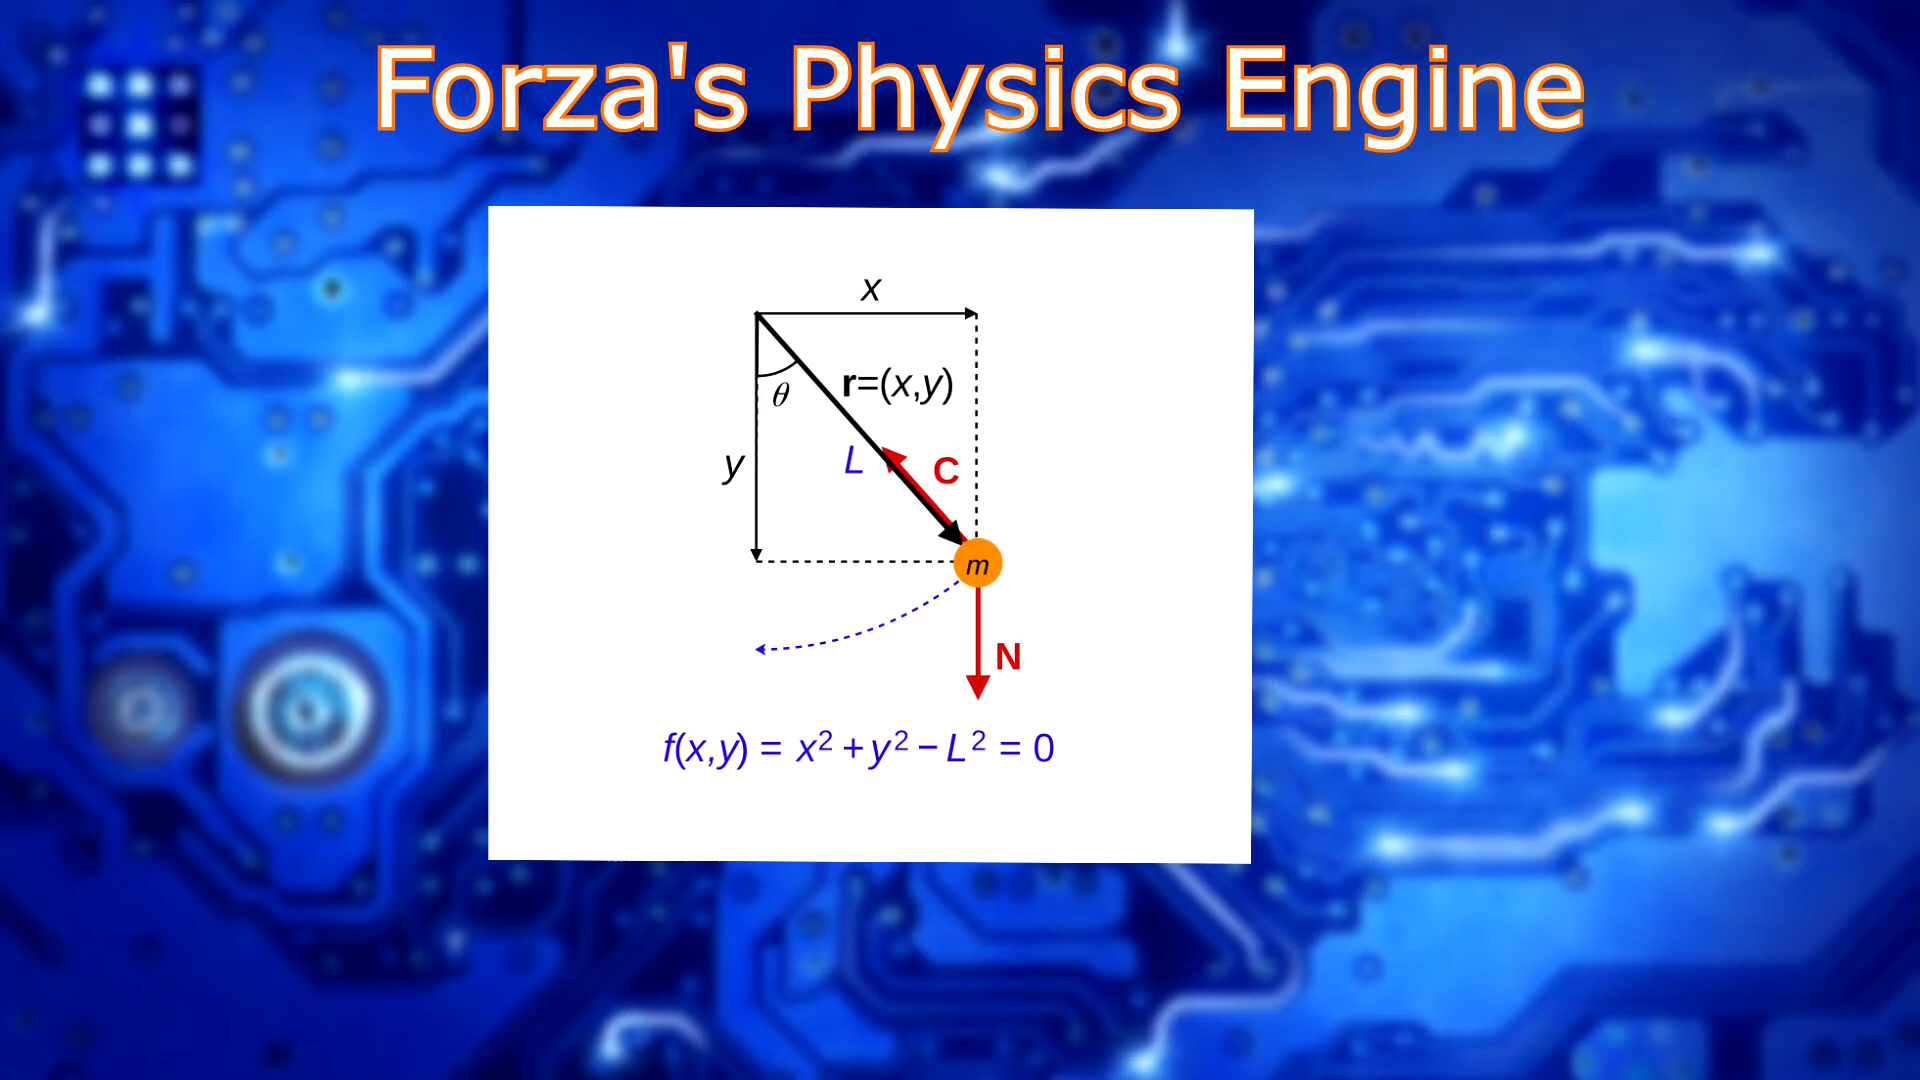 Forza's Physics Engine
x
r=(x,y)
θ
y
L
C
m
N
f(x,y) = x² + y² − L² = 0